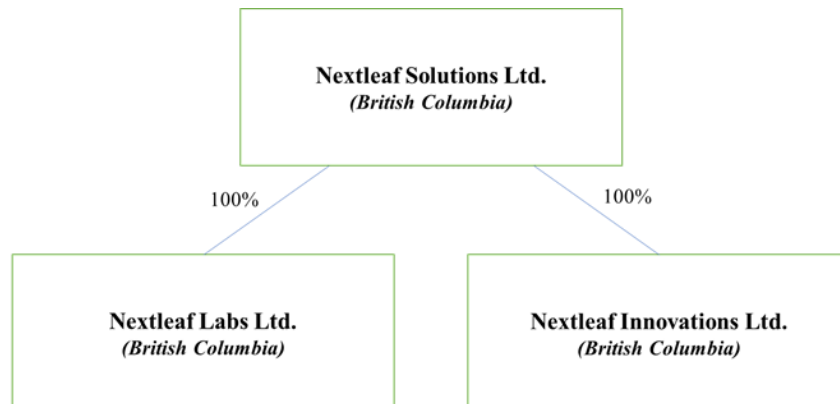 Nextleaf Solutions Ltd.
(British Columbia)
100%
100%
Nextleaf Labs Ltd.
(British Columbia)
Nextleaf Innovations Ltd.
(British Columbia)